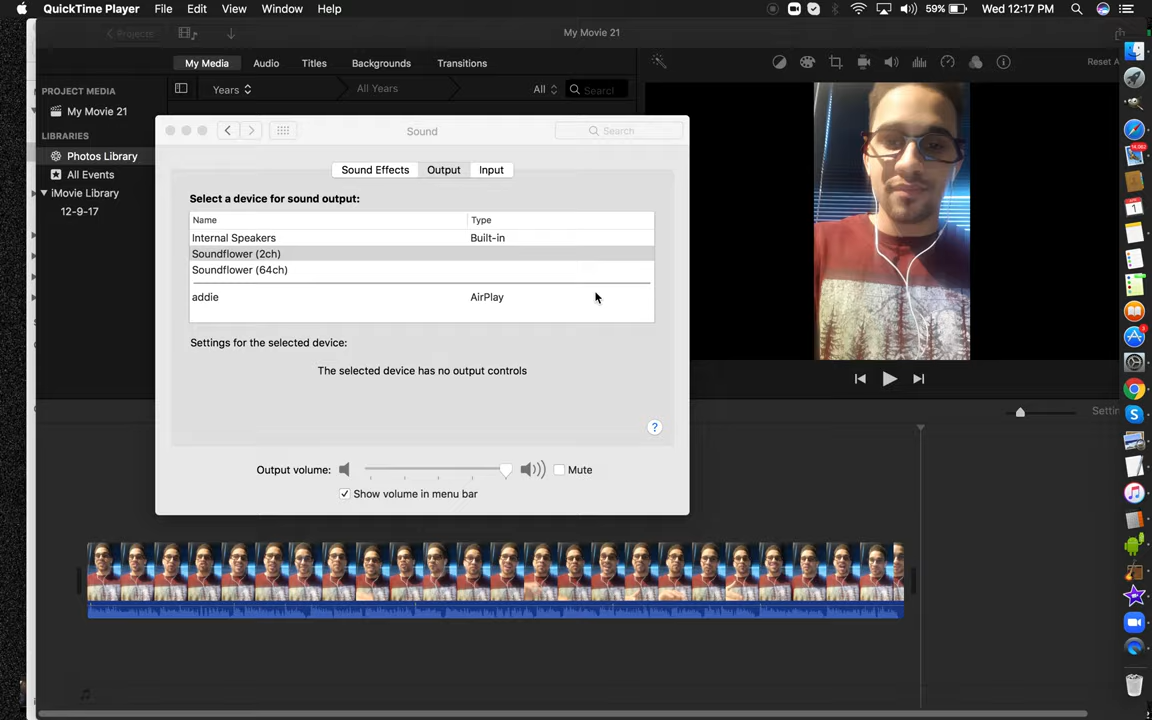 QuickTime Player File Edit View Window Help 59% Wed 12:17 PM
Projects My Movie 21
My Media Audio Titles Backgrounds Transitions Reset A
PROJECT MEDIA Years All Years All Search
My Movie 21
LIBRARIES
Photos Library
All Events
iMovie Library
12-9-17
Sound Search
Sound Effects Output Input
Select a device for sound output:
Name Type
Internal Speakers Built-in
Soundflower (2ch)
Soundflower (64ch)
addie AirPlay
Settings for the selected device:
The selected device has no output controls
?
Output volume: Mute
Show volume in menu bar
Settin